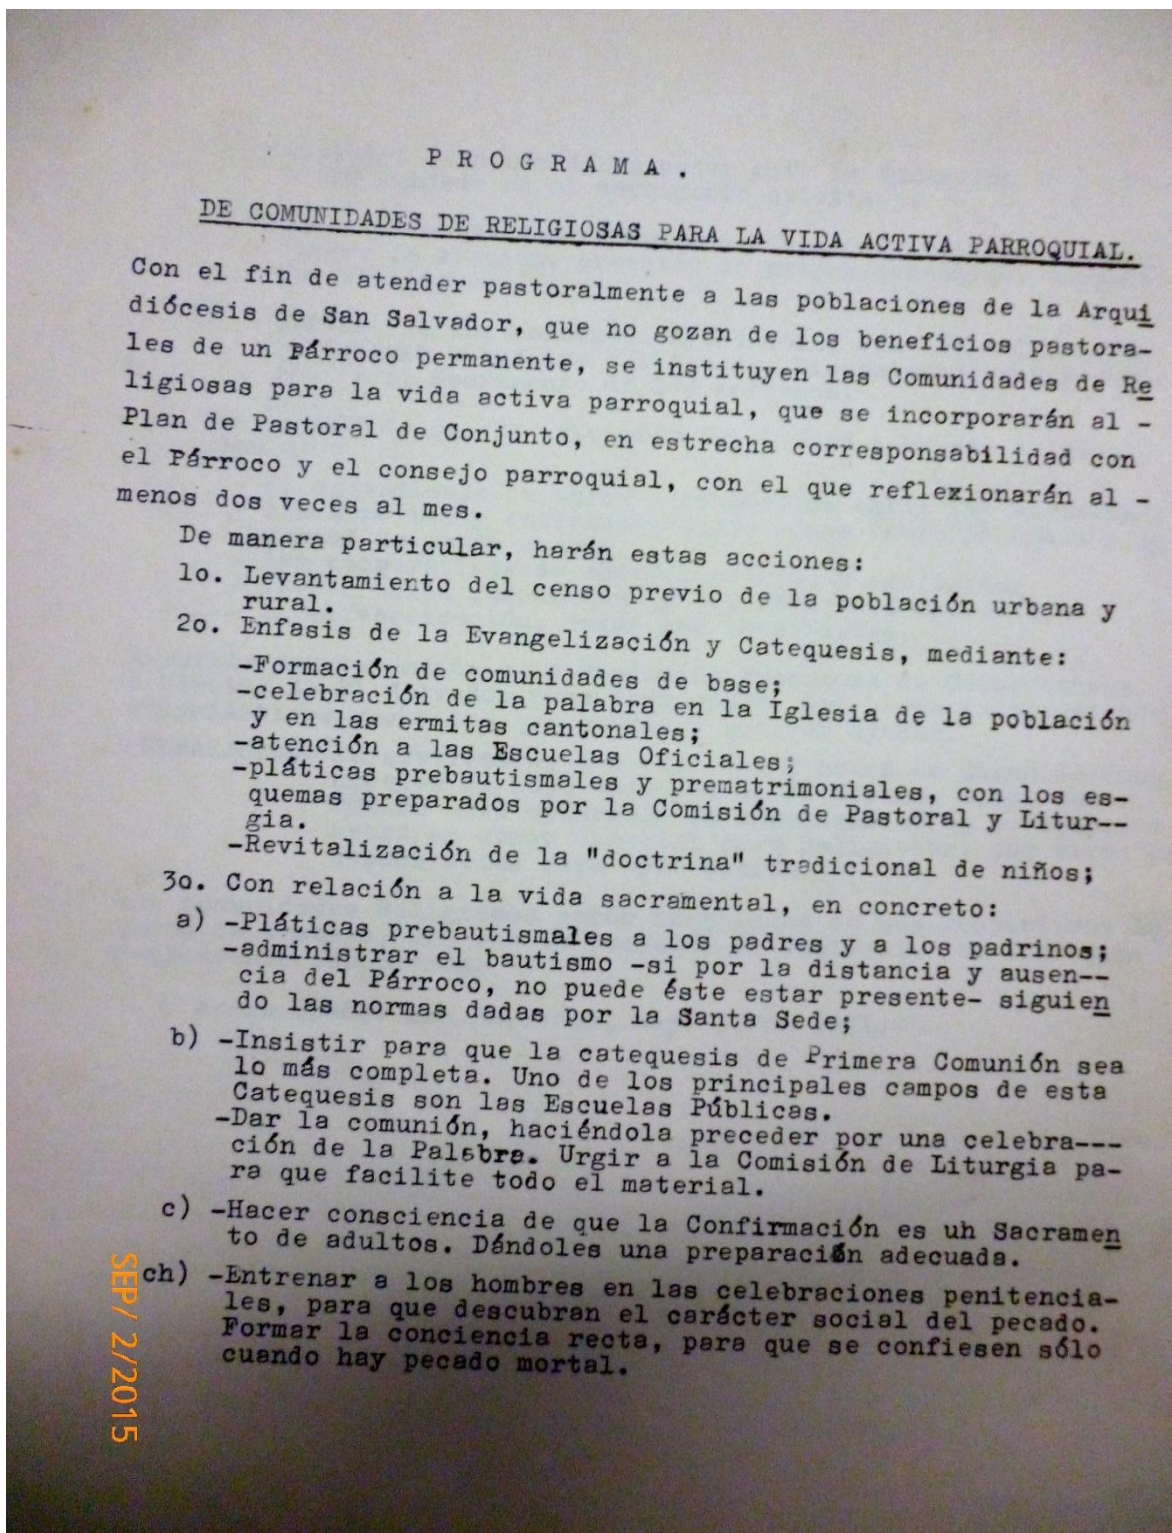 P R O G R A M A .
DE COMUNIDADES DE RELIGIOSAS PARA LA VIDA ACTIVA PARROQUIAL.
Con el fin de atender pastoralmente a las poblaciones de la Arqui
diócesis de San Salvador, que no gozan de los beneficios pastora-
les de un Párroco permanente, se instituyen las Comunidades de Re
ligiosas para la vida activa parroquial, que se incorporarán al -
Plan de Pastoral de Conjunto, en estrecha corresponsabilidad con
el Párroco y el consejo parroquial, con el que reflexionarán al -
menos dos veces al mes.
De manera particular, harán estas acciones:
1o. Levantamiento del censo previo de la población urbana y
rural.
2o. Enfasis de la Evangelización y Catequesis, mediante:
-Formación de comunidades de base;
-celebración de la palabra en la Iglesia de la población
y en las ermitas cantonales;
-atención a las Escuelas Oficiales;
-pláticas prebautismales y prematrimoniales, con los es-
quemas preparados por la Comisión de Pastoral y Litur--
gia.
-Revitalización de la "doctrina" tradicional de niños;
3o. Con relación a la vida sacramental, en concreto:
a) -Pláticas prebautismales a los padres y a los padrinos;
-administrar el bautismo -si por la distancia y ausen--
cia del Párroco, no puede éste estar presente- siguien
do las normas dadas por la Santa Sede;
b) -Insistir para que la catequesis de Primera Comunión sea
lo más completa. Uno de los principales campos de esta
Catequesis son las Escuelas Públicas.
-Dar la comunión, haciéndola preceder por una celebra---
ción de la Palabra. Urgir a la Comisión de Liturgia pa-
ra que facilite todo el material.
c) -Hacer consciencia de que la Confirmación es uh Sacramen
to de adultos. Dándoles una preparación adecuada.
ch) -Entrenar a los hombres en las celebraciones penitencia-
les, para que descubran el carácter social del pecado.
Formar la conciencia recta, para que se confiesen sólo
cuando hay pecado mortal.
SEP/ 2/2015